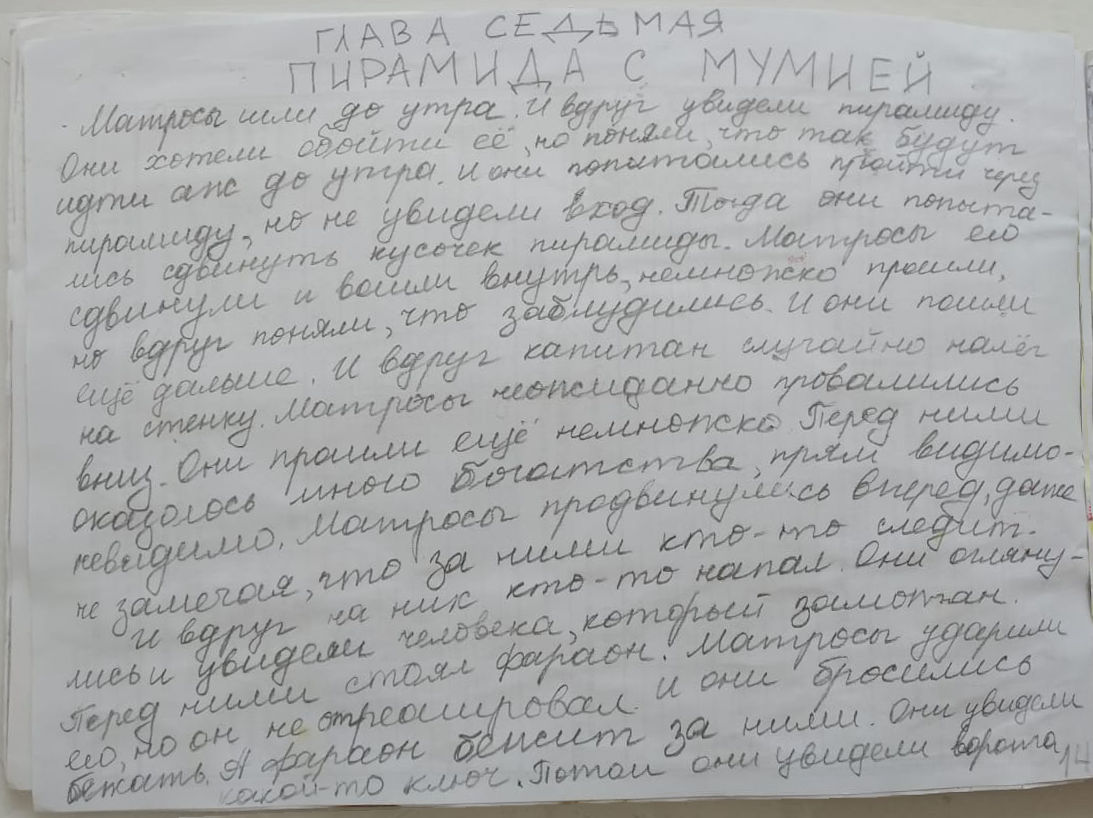 ГЛАВА СЕДЬМАЯ
ПИРАМИДА С МУМИЕЙ
Матросы шли до утра. И вдруг увидели пирамиду.
Они хотели обойти её, но поняли, что так будут
идти аж до утра. И они попытались пройти через
пирамиду, но не увидели вход. Тогда они попыта-
лись сдвинуть кусочек пирамиды. Матросы его
сдвинули и вошли внутрь, немножко прошли,
но вдруг поняли, что заблудились. И они пошли
ещё дальше. И вдруг капитан случайно налёг
на стенку. Матросы неожиданно провалились
вниз. Они прошли ещё немножко. Перед ними
оказолось много богатства, прям видимо-
невидимо. Матросы продвинулись вперед, даже
не замечая, что за ними кто-то следит.
И вдруг на них кто-то напал. Они огляну-
лись и увидели человека, который замотан.
Перед ними стоял фараон. Матросы ударили
его, но он не отреагировал. И они бросились
бежать. А фараон бежит за ними. Они увидели
какой-то ключ. Потом они увидели ворота
14